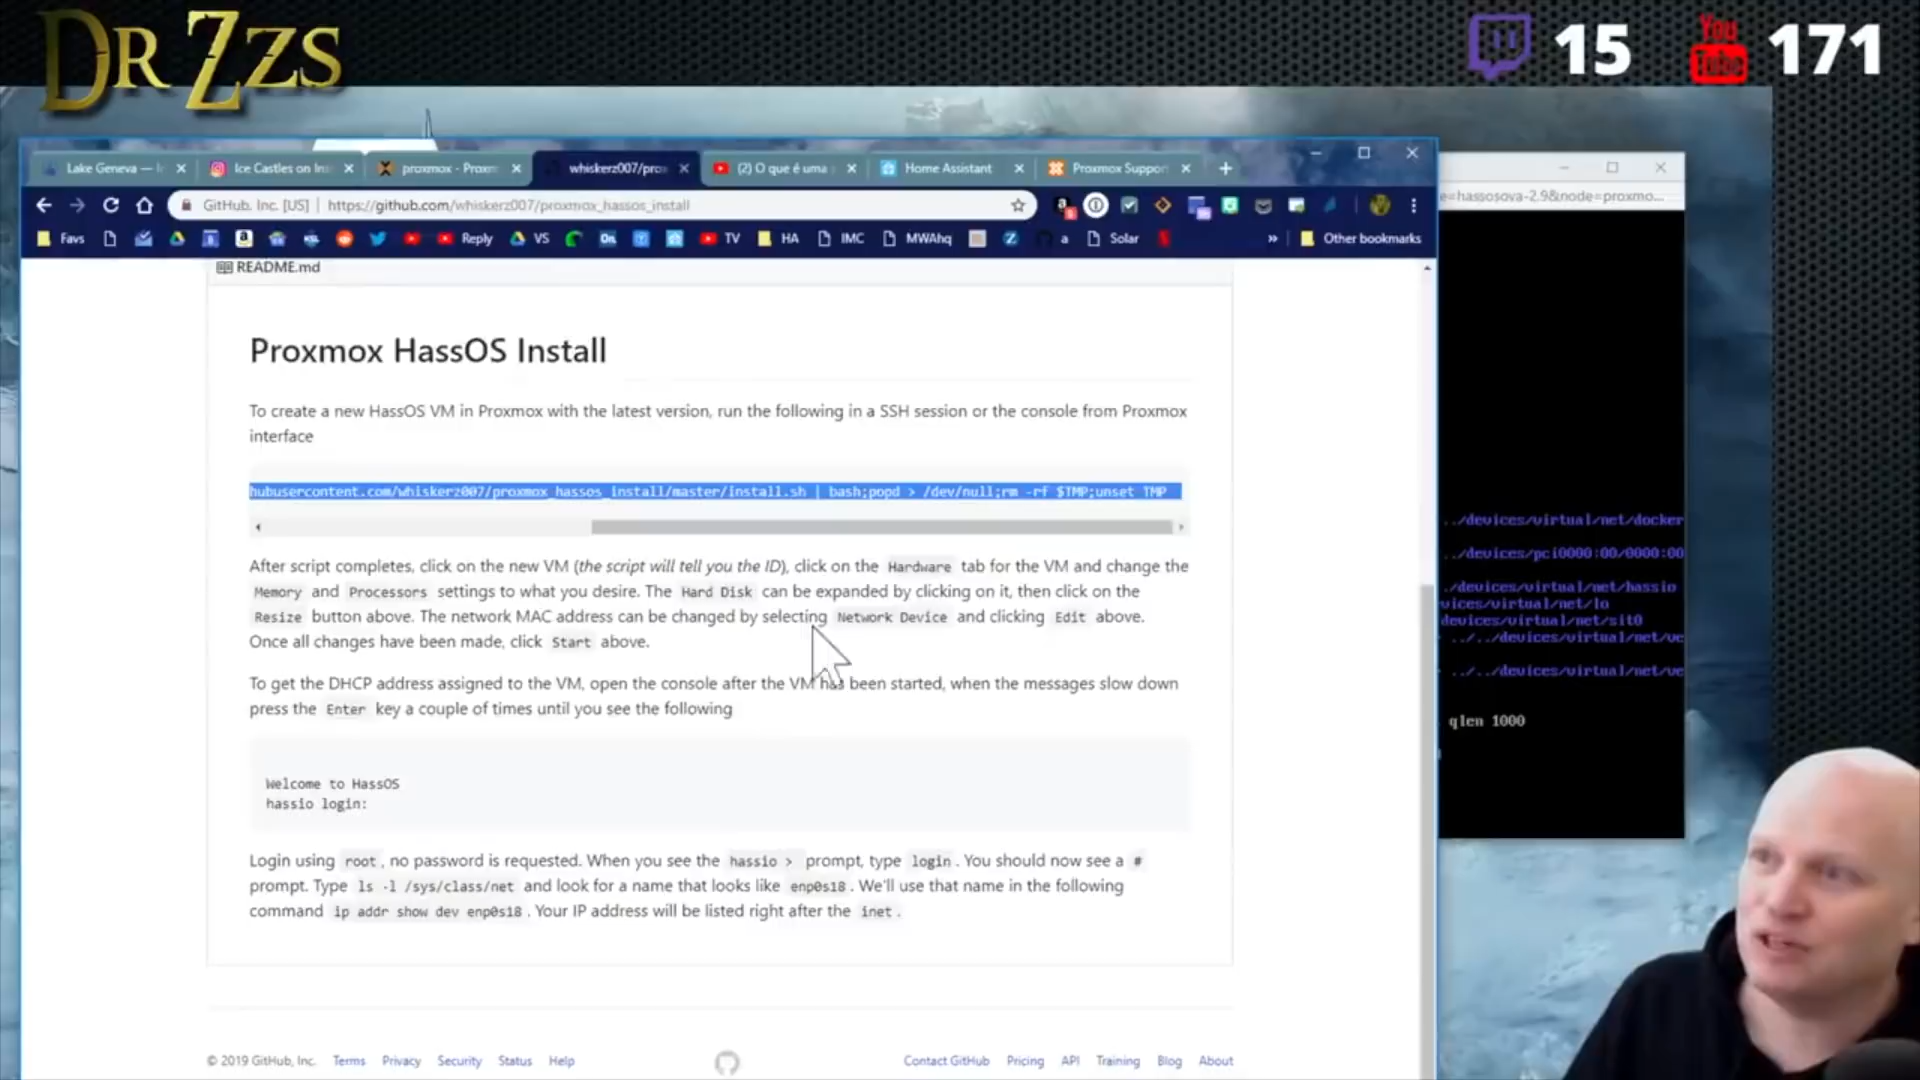 DR ZZS
15
You
Tube
171
Lake Geneva —
Ice Castles on Ins
proxmox - Proxm
whiskerz007/prox
(2) O que é uma
Home Assistant
Proxmox Support
GitHub, Inc. [US] | https://github.com/whiskerz007/proxmox_hassos_install
e=hassosova-2.9&node=proxmo...
Favs
Reply
VS
On
TV
HA
IMC
MWAhq
Z
a
Solar
»
Other bookmarks
README.md
Proxmox HassOS Install
To create a new HassOS VM in Proxmox with the latest version, run the following in a SSH session or the console from Proxmox
interface
hubusercontent.com/whiskerz007/proxmox_hassos_install/master/install.sh | bash;popd > /dev/null;rm -rf $TMP;unset TMP
After script completes, click on the new VM (the script will tell you the ID), click on the Hardware tab for the VM and change the
Memory and Processors settings to what you desire. The Hard Disk can be expanded by clicking on it, then click on the
Resize button above. The network MAC address can be changed by selecting Network Device and clicking Edit above.
Once all changes have been made, click Start above.
To get the DHCP address assigned to the VM, open the console after the VM has been started, when the messages slow down
press the Enter key a couple of times until you see the following
Welcome to HassOS
hassio login:
Login using root, no password is requested. When you see the hassio > prompt, type login. You should now see a #
prompt. Type ls -l /sys/class/net and look for a name that looks like enp0s18. We'll use that name in the following
command ip addr show dev enp0s18. Your IP address will be listed right after the inet.
../devices/virtual/net/docker
../devices/pci0000:00/0000:00
./devices/virtual/net/hassio
vices/virtual/net/lo
devices/virtual/net/sit0
../../devices/virtual/net/ve
../../devices/virtual/net/ve
qlen 1000
© 2019 GitHub, Inc.
Terms
Privacy
Security
Status
Help
Contact GitHub
Pricing
API
Training
Blog
About